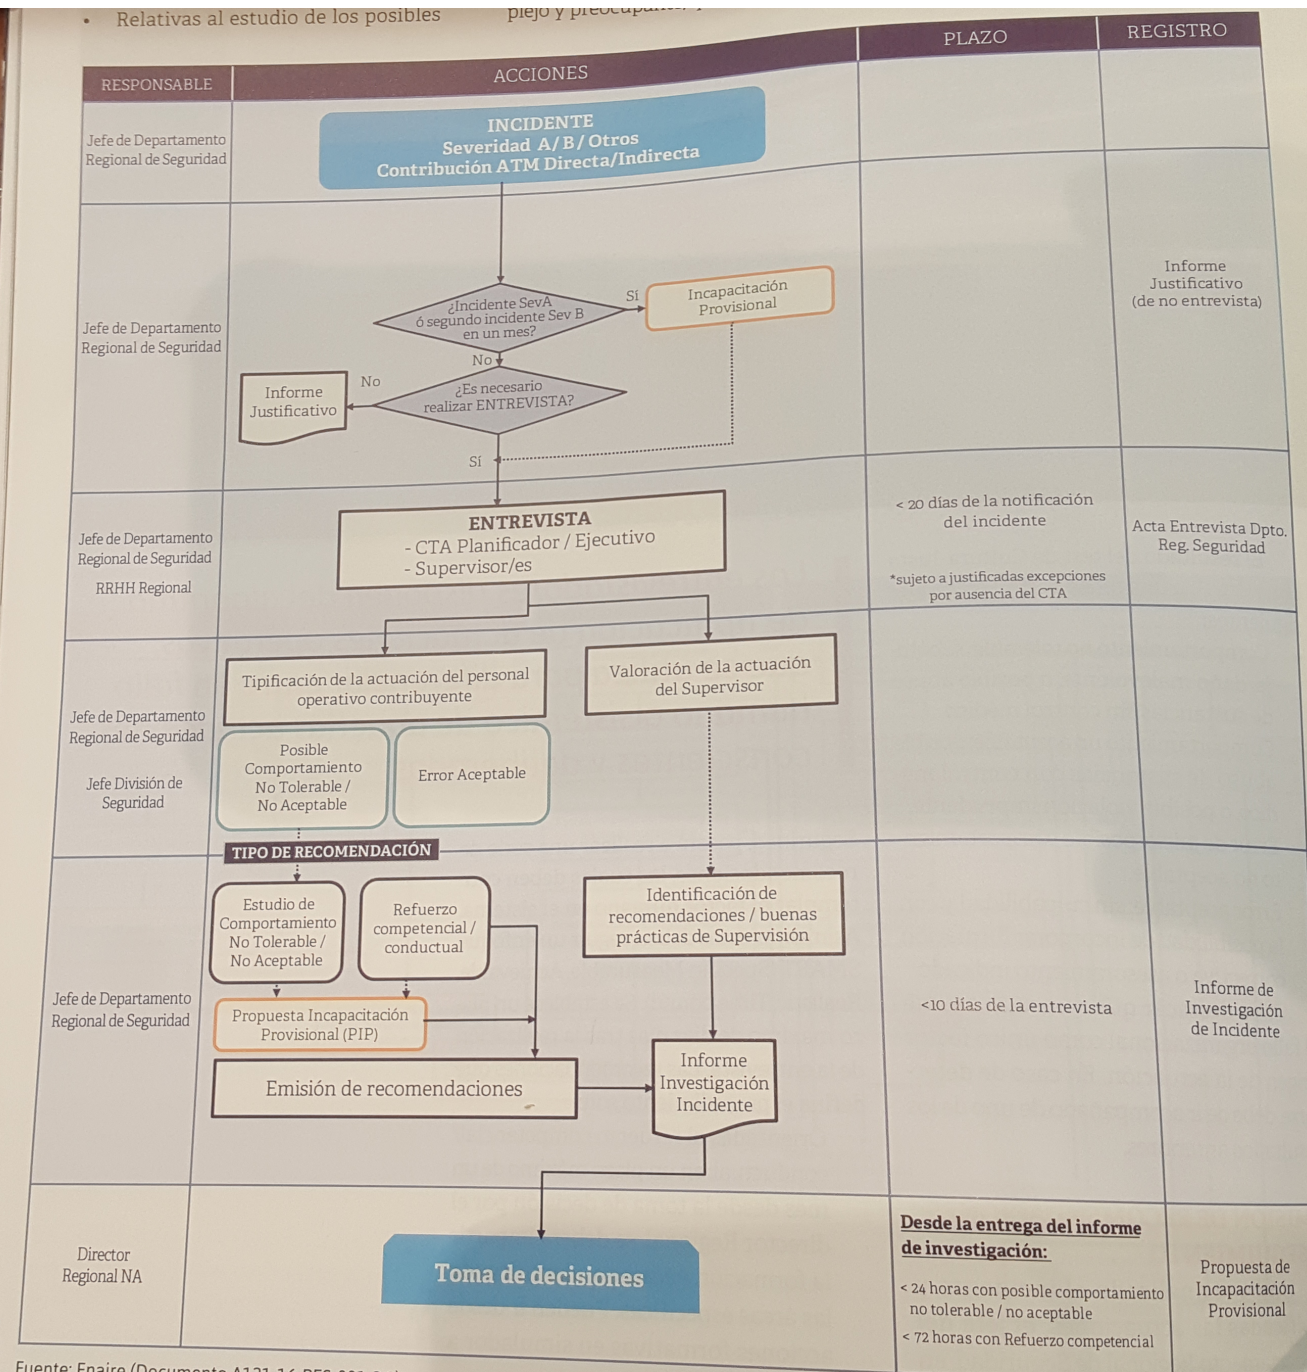 • Relativas al estudio de los posibles
plejo y
RESPONSABLE
ACCIONES
PLAZO
REGISTRO
Jefe de Departamento
Regional de Seguridad
INCIDENTE
Severidad A/B/Otros
Contribución ATM Directa/Indirecta
Jefe de Departamento
Regional de Seguridad
¿Incidente SevA
ó segundo incidente Sev B
en un mes?
Sí
Incapacitación
Provisional
No
¿Es necesario
realizar ENTREVISTA?
No
Informe
Justificativo
Sí
Informe
Justificativo
(de no entrevista)
Jefe de Departamento
Regional de Seguridad
RRHH Regional
ENTREVISTA
- CTA Planificador / Ejecutivo
- Supervisor/es
< 20 días de la notificación
del incidente
*sujeto a justificadas excepciones
por ausencia del CTA
Acta Entrevista Dpto.
Reg. Seguridad
Jefe de Departamento
Regional de Seguridad
Jefe División de
Seguridad
Tipificación de la actuación del personal
operativo contribuyente
Valoración de la actuación
del Supervisor
Posible
Comportamiento
No Tolerable /
No Aceptable
Error Aceptable
TIPO DE RECOMENDACIÓN
Jefe de Departamento
Regional de Seguridad
Estudio de
Comportamiento
No Tolerable /
No Aceptable
Refuerzo
competencial /
conductual
Identificación de
recomendaciones / buenas
prácticas de Supervisión
Propuesta Incapacitación
Provisional (PIP)
Emisión de recomendaciones
Informe
Investigación
Incidente
<10 días de la entrevista
Informe de
Investigación
de Incidente
Director
Regional NA
Toma de decisiones
Desde la entrega del informe
de investigación:
< 24 horas con posible comportamiento
no tolerable / no aceptable
< 72 horas con Refuerzo competencial
Propuesta de
Incapacitación
Provisional
Fuente: Enaire (Documento